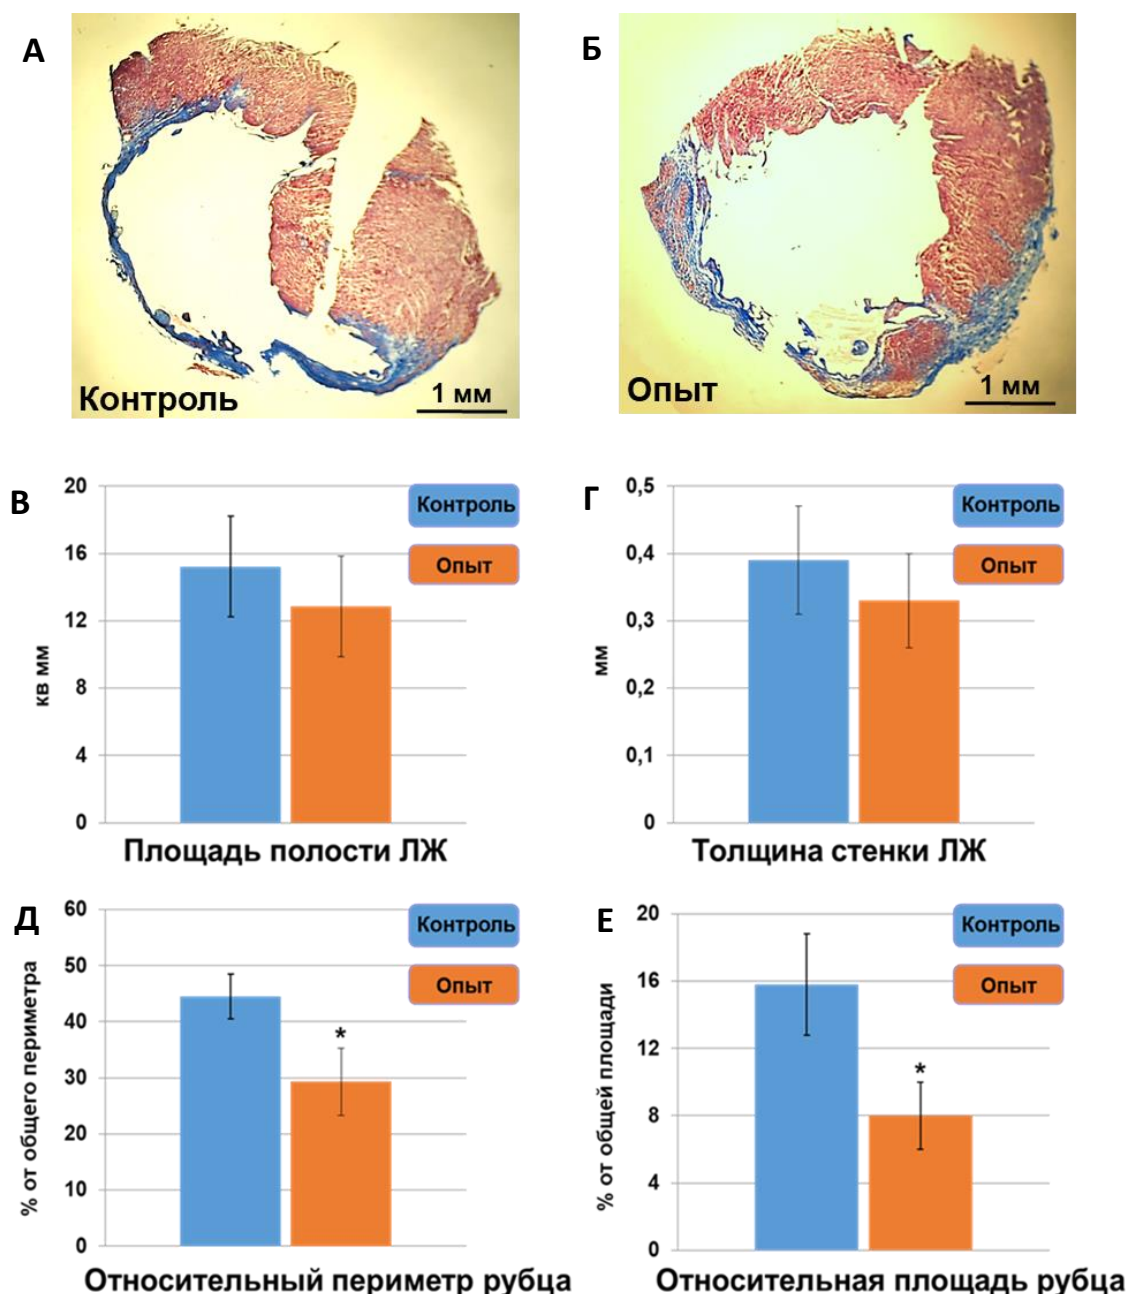 А
Контроль
1 мм
Б
Опыт
1 мм
В
20
16
12
8
4
0
кв мм
Контроль
Опыт
Площадь полости ЛЖ
Г
0,5
0,4
0,3
0,2
0,1
0
мм
Контроль
Опыт
Толщина стенки ЛЖ
Д
60
50
40
30
20
10
0
% от общего периметра
Контроль
Опыт
*
Относительный периметр рубца
Е
20
16
12
8
4
0
% от общей площади
Контроль
Опыт
*
Относительная площадь рубца